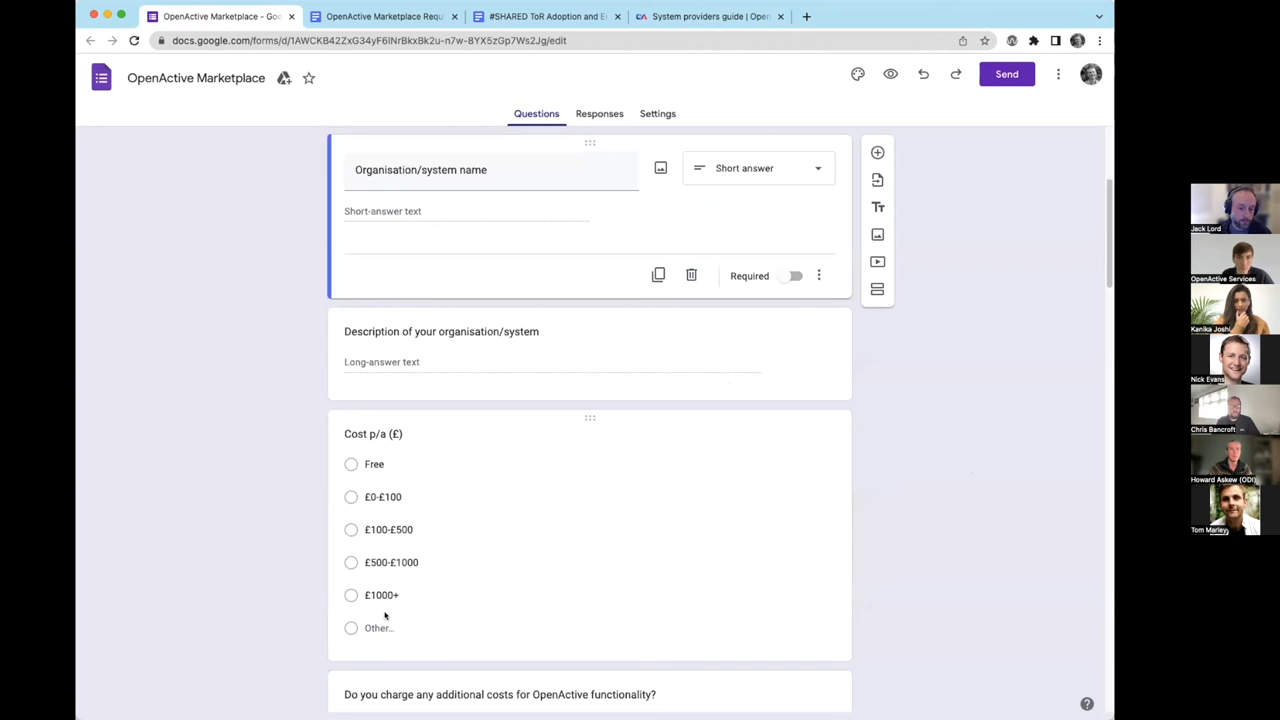 OpenActive Marketplace - Goo
OpenActive Marketplace Requ
#SHARED ToR Adoption and E
System providers guide | Open
docs.google.com/forms/d/1AWCKB42ZxG34yF6lNrBkxBk2u-n7w-8YX5zGp7Ws2Jg/edit
OpenActive Marketplace
Send
Questions
Responses
Settings
Organisation/system name
Short answer
Short-answer text
Required
Description of your organisation/system
Long-answer text
Cost p/a (£)
Free
£0-£100
£100-£500
£500-£1000
£1000+
Other...
Do you charge any additional costs for OpenActive functionality?
Jack Lord
OpenActive Services
Kanika Joshi
Nick Evans
Chris Bancroft
Howard Askew (ODI)
Tom Marley